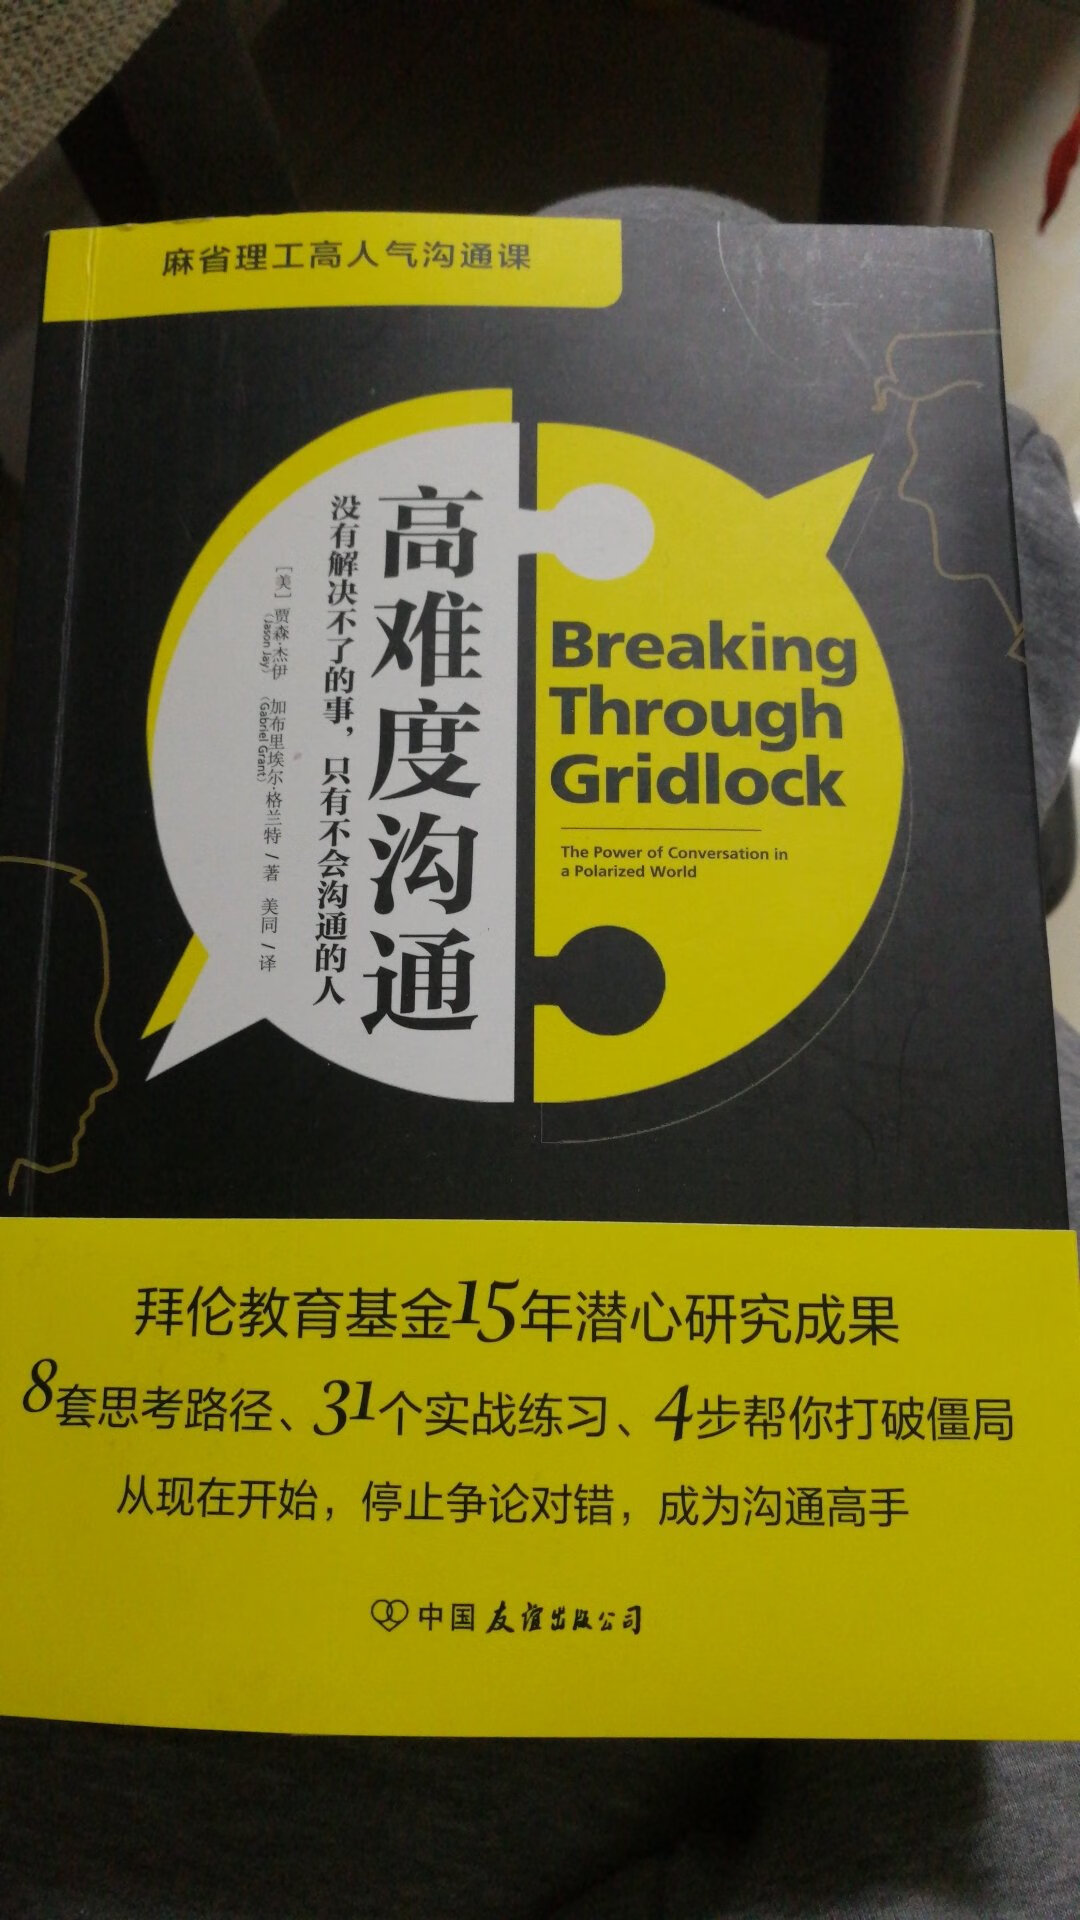 麻省理工高人气沟通课
高难度沟通
没有解决不了的事，只有不会沟通的人
［美］贾森·杰伊 加布里埃尔·格兰特／著 美同／译
（Jason Jay） （Gabriel Grant）
Breaking
Through
Gridlock
The Power of Conversation in
a Polarized World
拜伦教育基金15年潜心研究成果
8套思考路径、31个实战练习、4步帮你打破僵局
从现在开始，停止争论对错，成为沟通高手
中国友谊出版公司